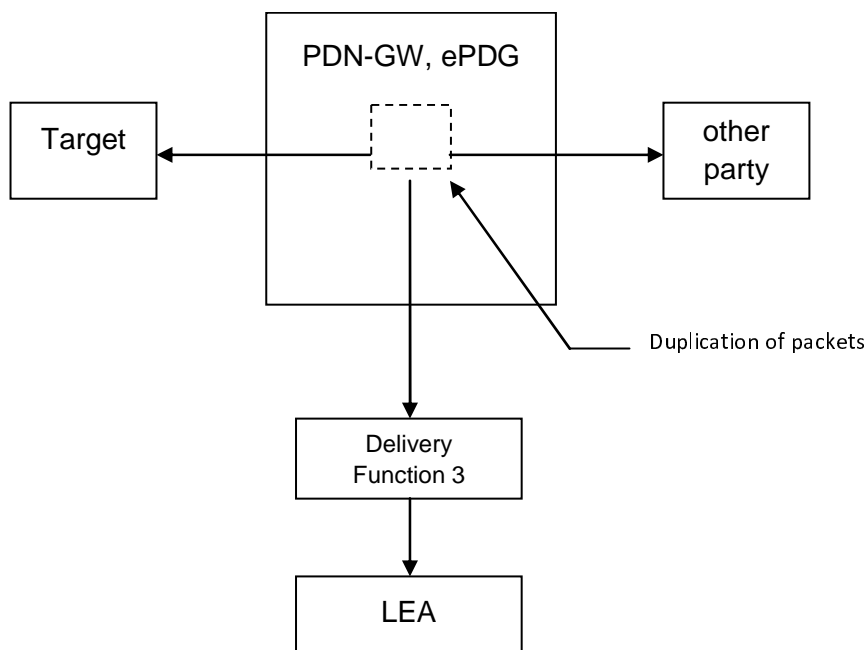 PDN-GW, ePDG
Target
other
party
Duplication of packets
Delivery
Function 3
LEA